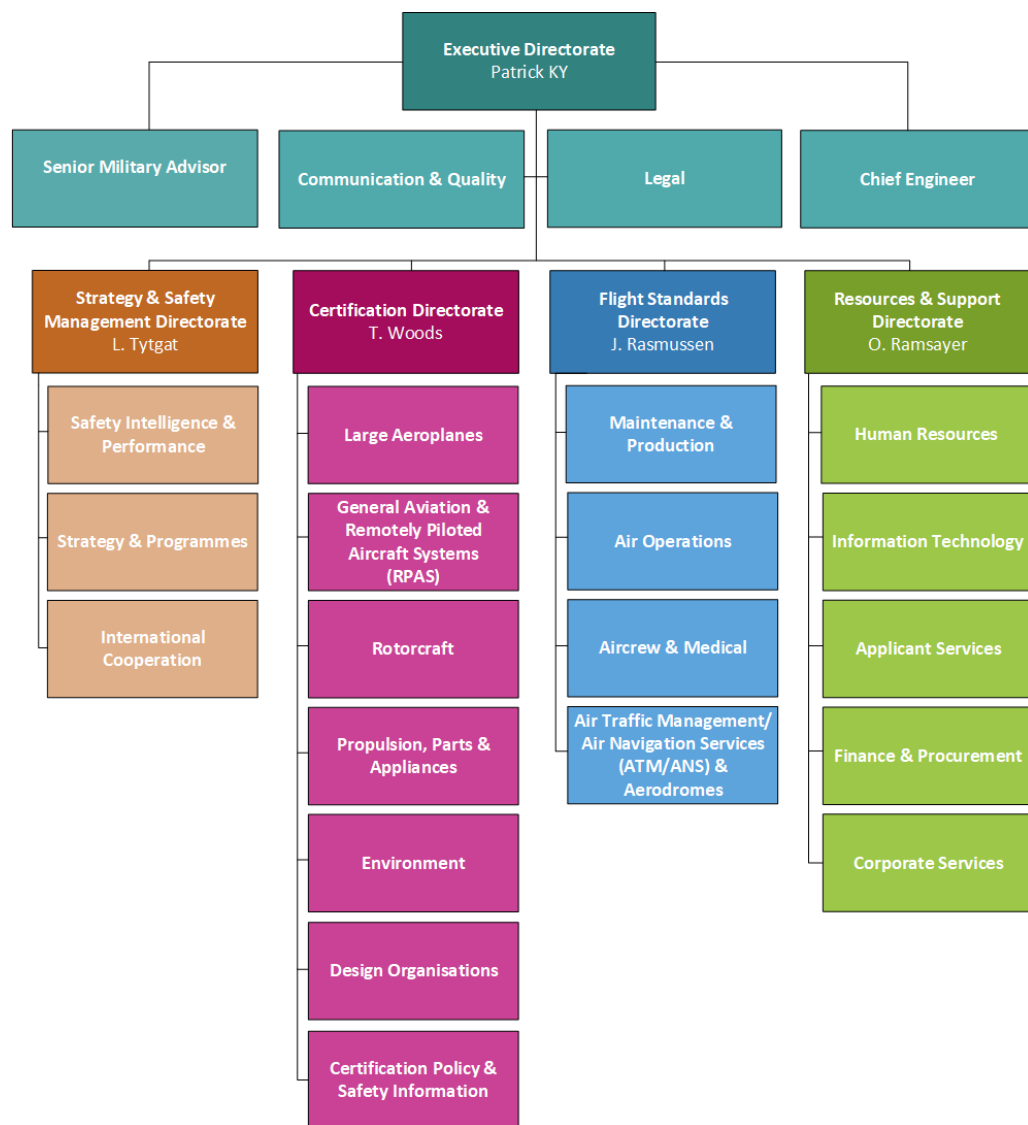 Executive Directorate
Patrick KY
Senior Military Advisor
Communication & Quality
Legal
Chief Engineer
Strategy & Safety
Management Directorate
L. Tytgat
Certification Directorate
T. Woods
Flight Standards
Directorate
J. Rasmussen
Resources & Support
Directorate
O. Ramsayer
Safety Intelligence &
Performance
Strategy & Programmes
International
Cooperation
Large Aeroplanes
General Aviation &
Remotely Piloted
Aircraft Systems
(RPAS)
Rotorcraft
Propulsion, Parts &
Appliances
Environment
Design Organisations
Certification Policy &
Safety Information
Maintenance &
Production
Air Operations
Aircrew & Medical
Air Traffic Management/
Air Navigation Services
(ATM/ANS) &
Aerodromes
Human Resources
Information Technology
Applicant Services
Finance & Procurement
Corporate Services